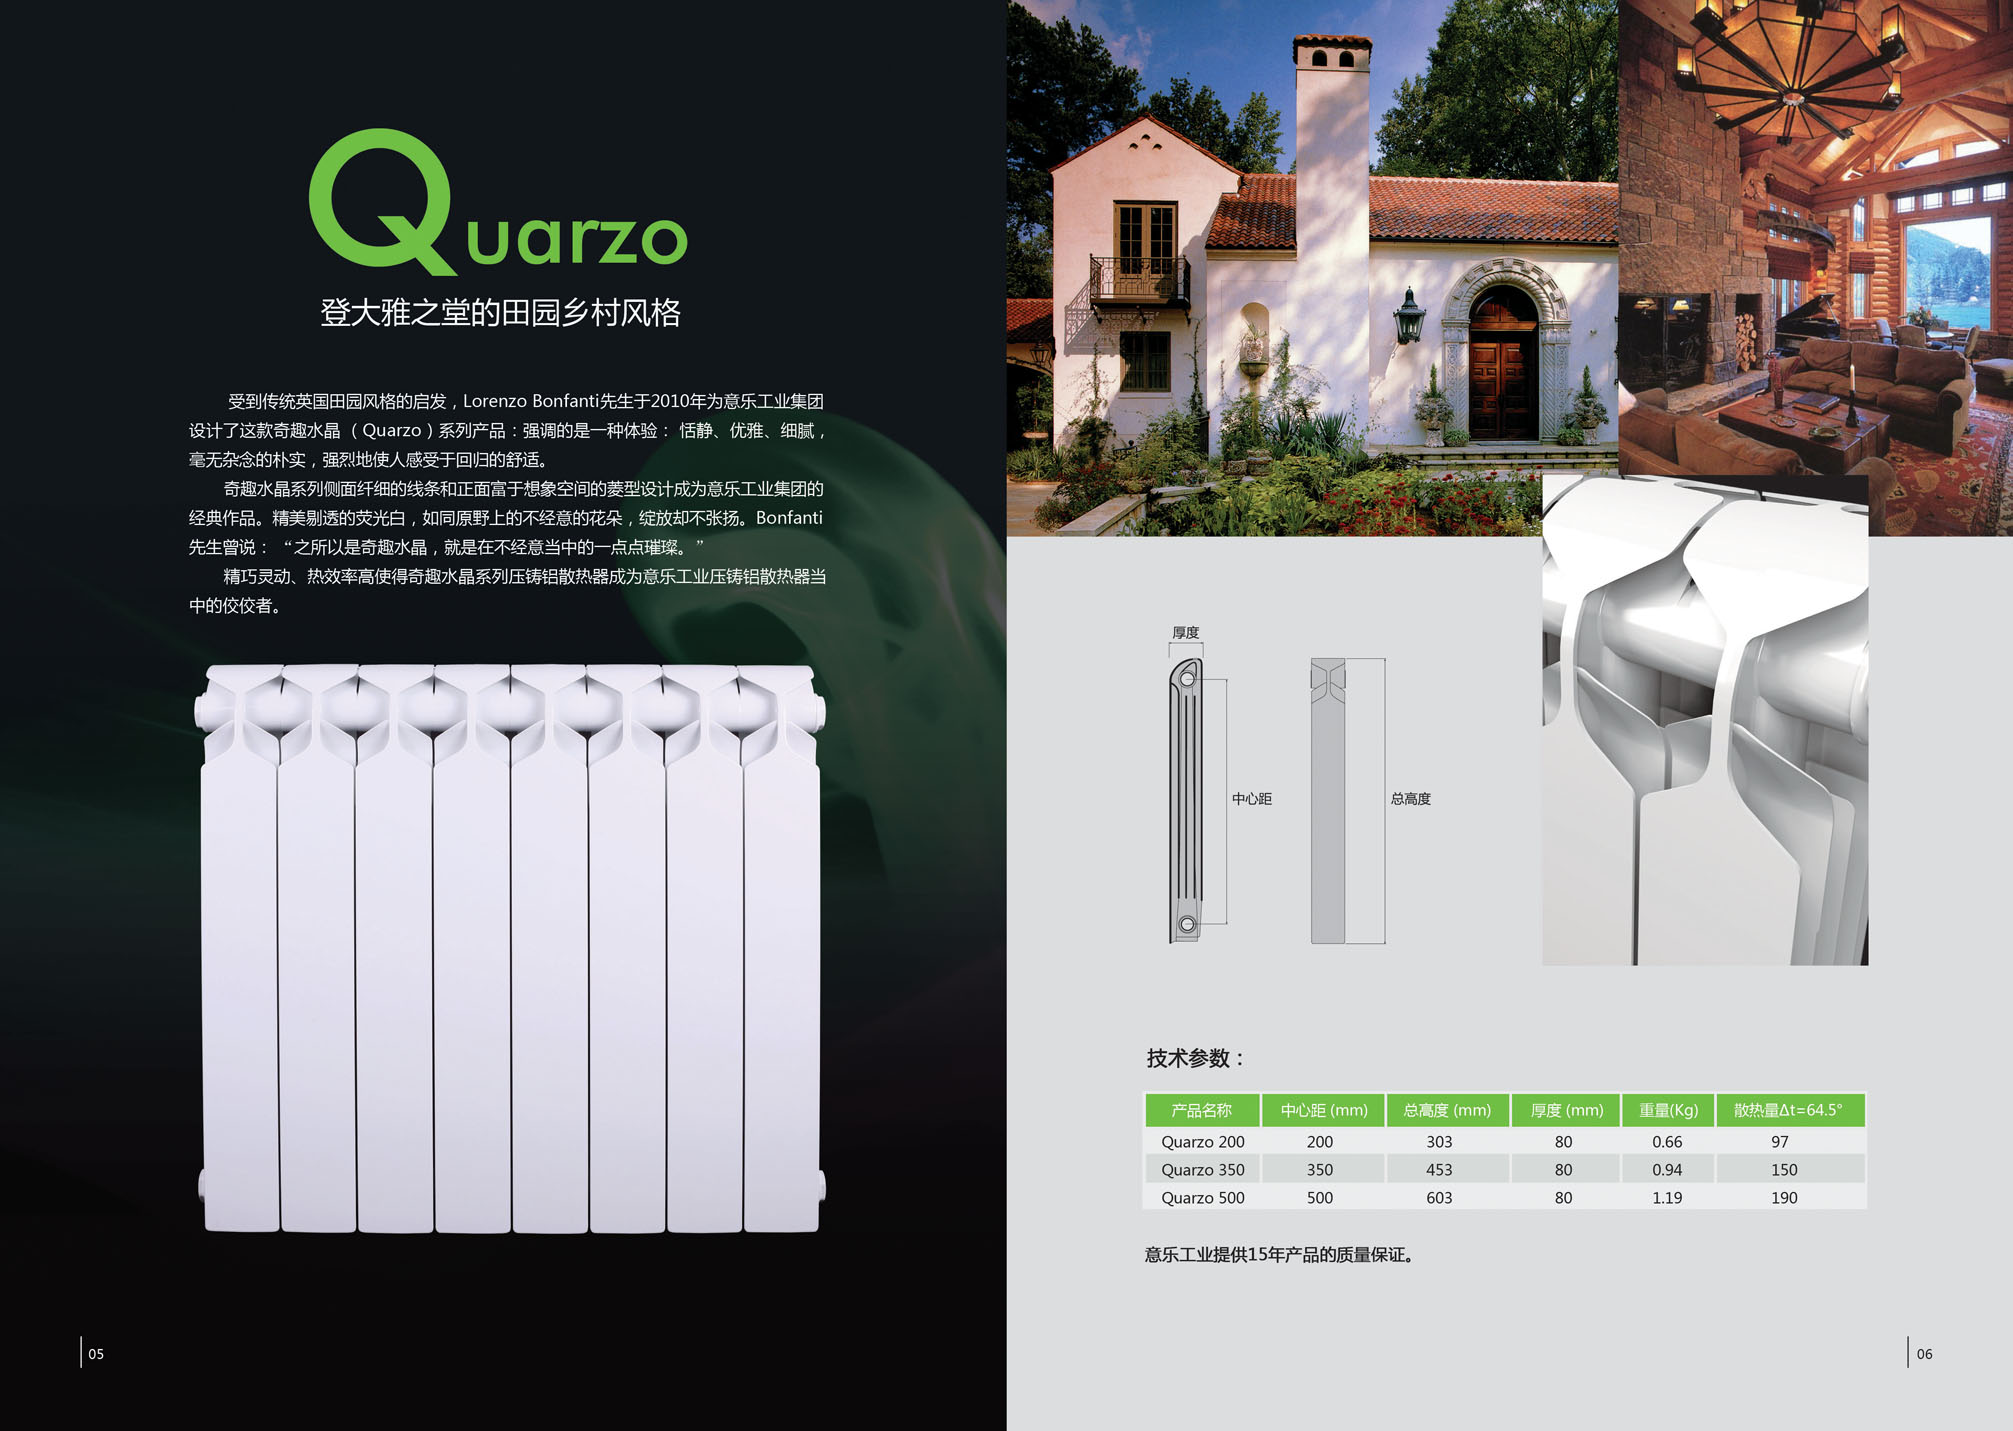 Quarzo
登大雅之堂的田园乡村风格
受到传统英国田园风格的启发，Lorenzo Bonfanti先生于2010年为意乐工业集团
设计了这款奇趣水晶（Quarzo）系列产品：强调的是一种体验：恬静、优雅、细腻，
毫无杂念的朴实，强烈地使人感受于回归的舒适。
奇趣水晶系列侧面纤细的线条和正面富于想象空间的菱型设计成为意乐工业集团的
经典作品。精美剔透的荧光白，如同原野上的不经意的花朵，绽放却不张扬。Bonfanti
先生曾说：“之所以是奇趣水晶，就是在不经意当中的一点点璀璨。”
精巧灵动、热效率高使得奇趣水晶系列压铸铝散热器成为意乐工业压铸铝散热器当
中的佼佼者。
05
厚度
中心距
总高度
技术参数：
产品名称 中心距 (mm) 总高度 (mm) 厚度 (mm) 重量(Kg) 散热量Δt=64.5°
Quarzo 200 200 303 80 0.66 97
Quarzo 350 350 453 80 0.94 150
Quarzo 500 500 603 80 1.19 190
意乐工业提供15年产品的质量保证。
06